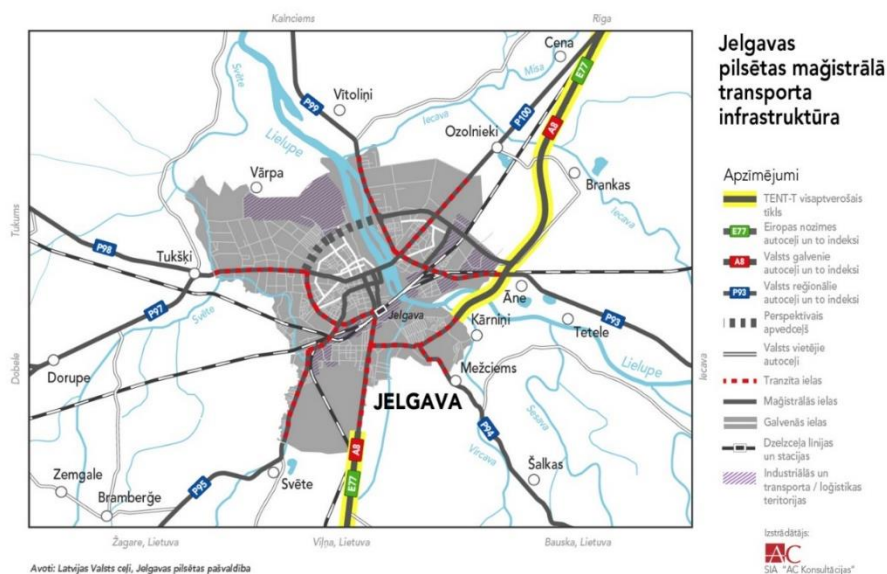 Kalnciems
Rīga
Jelgavas
pilsētas maģistrālā
transporta
infrastruktūra
Cena
Misa
E77
Svēte
Vītoliņi
P99
P100
Iecava
A8
Ozolnieki
Lielupe
Vārpa
Brankas
Iecava
Tukums
P98
Tukšķi
P97
Svēte
Jelgava
Āne
Kārniņi
Tetele
P93
Lielupe
Dobele
Dorupe
Iecava
Mežciems
JELGAVA
Sesava
P94
Vircava
A8
E77
Šalkas
Zemgale
Bramberģe
P95
Svēte
Žagare, Lietuva
Viļņa, Lietuva
Bauska, Lietuva
Avoti: Latvijas Valsts ceļi, Jelgavas pilsētas pašvaldība
Apzīmējumi
TENT-T visaptverošais
tīkls
E77 Eiropas nozīmes
autoceļi un to indeksi
A8 Valsts galvenie
autoceļi un to indeksi
P93 Valsts reģionālie
autoceļi un to indeksi
Perspektīvais
apvedceļš
Valsts vietējie
autoceļi
Tranzīta ielas
Maģistrālās ielas
Galvenās ielas
Dzelzceļa līnijas
un stacijas
Industriālās un
transporta / loģistikas
teritorijas
Izstrādātājs:
AC
SIA "AC Konsultācijas"